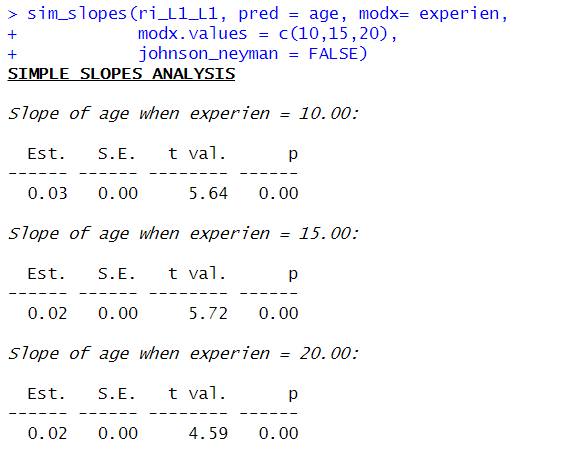 > sim_slopes(ri_L1_L1, pred = age, modx= experien,
+ modx.values = c(10,15,20),
+ johnson_neyman = FALSE)
SIMPLE SLOPES ANALYSIS
Slope of age when experien = 10.00:
Est. S.E. t val. p
------ ------ -------- ------
0.03 0.00 5.64 0.00
Slope of age when experien = 15.00:
Est. S.E. t val. p
------ ------ -------- ------
0.02 0.00 5.72 0.00
Slope of age when experien = 20.00:
Est. S.E. t val. p
------ ------ -------- ------
0.02 0.00 4.59 0.00